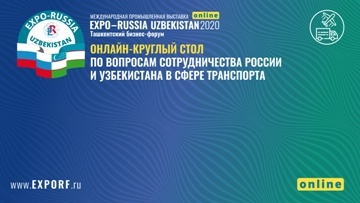 EXPO-RUSSIA
UZBEKISTAN
МЕЖДУНАРОДНАЯ ПРОМЫШЛЕННАЯ ВЫСТАВКА online
EXPO–RUSSIA UZBEKISTAN2020
Ташкентский бизнес-форум
ОНЛАЙН-КРУГЛЫЙ СТОЛ
ПО ВОПРОСАМ СОТРУДНИЧЕСТВА РОССИИ
И УЗБЕКИСТАНА В СФЕРЕ ТРАНСПОРТА
www.EXPORF.ru
online